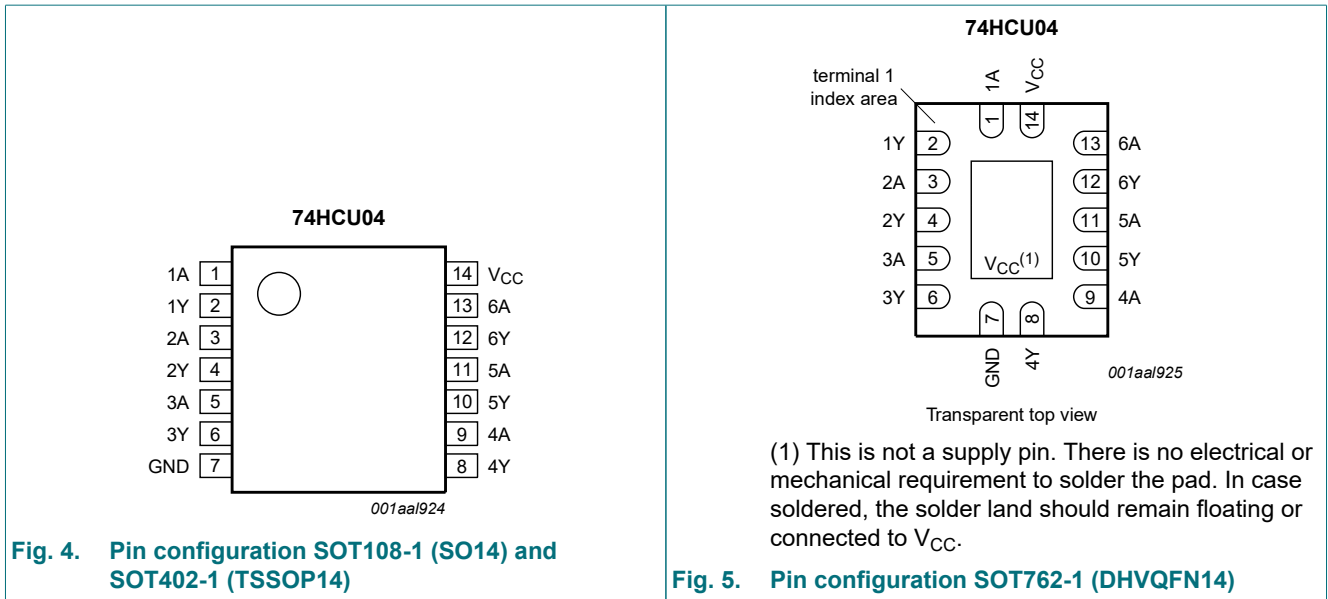 74HCU04
1A 1
1Y 2
2A 3
2Y 4
3A 5
3Y 6
GND 7
14 VCC
13 6A
12 6Y
11 5A
10 5Y
9 4A
8 4Y
001aal924
Fig. 4. Pin configuration SOT108-1 (SO14) and
SOT402-1 (TSSOP14)
74HCU04
terminal 1
index area
1A
VCC
1
14
1Y 2
2A 3
2Y 4
3A 5
3Y 6
13 6A
12 6Y
11 5A
10 5Y
9 4A
VCC(1)
7
8
GND
4Y
001aal925
Transparent top view
(1) This is not a supply pin. There is no electrical or
mechanical requirement to solder the pad. In case
soldered, the solder land should remain floating or
connected to VCC.
Fig. 5. Pin configuration SOT762-1 (DHVQFN14)